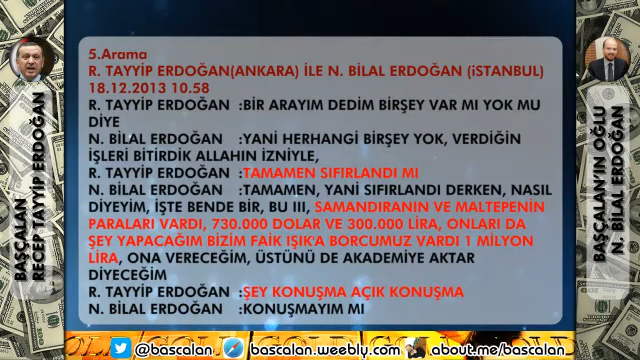 5.Arama
R. TAYYİP ERDOĞAN(ANKARA) İLE N. BİLAL ERDOĞAN (iSTANBUL)
18.12.2013 10.58
R. TAYYİP ERDOĞAN :BİR ARAYIM DEDİM BİRŞEY VAR MI YOK MU
DİYE
N. BİLAL ERDOĞAN :YANİ HERHANGİ BİRŞEY YOK, VERDİĞİN
İŞLERİ BİTİRDİK ALLAHIN İZNİYLE,
R. TAYYİP ERDOĞAN :TAMAMEN SIFIRLANDI MI
N. BİLAL ERDOĞAN :TAMAMEN, YANİ SIFIRLANDI DERKEN, NASIL
DİYEYİM, İŞTE BENDE BİR, BU III, SAMANDIRANIN VE MALTEPENİN
PARALARI VARDI, 730.000 DOLAR VE 300.000 LİRA, ONLARI DA
ŞEY YAPACAĞIM BİZİM FAİK IŞIK'A BORCUMUZ VARDI 1 MİLYON
LİRA, ONA VERECEĞİM, ÜSTÜNÜ DE AKADEMİYE AKTAR
DİYECEĞİM
R. TAYYİP ERDOĞAN :ŞEY KONUŞMA AÇIK KONUŞMA
N. BİLAL ERDOĞAN :KONUŞMAYIM MI
BAŞÇALAN
RECEP TAYYİP ERDOĞAN
BAŞÇALAN'IN OĞLU
N. BİLAL ERDOĞAN
@bascalan
bascalan.weebly.com
about.me/bascalan